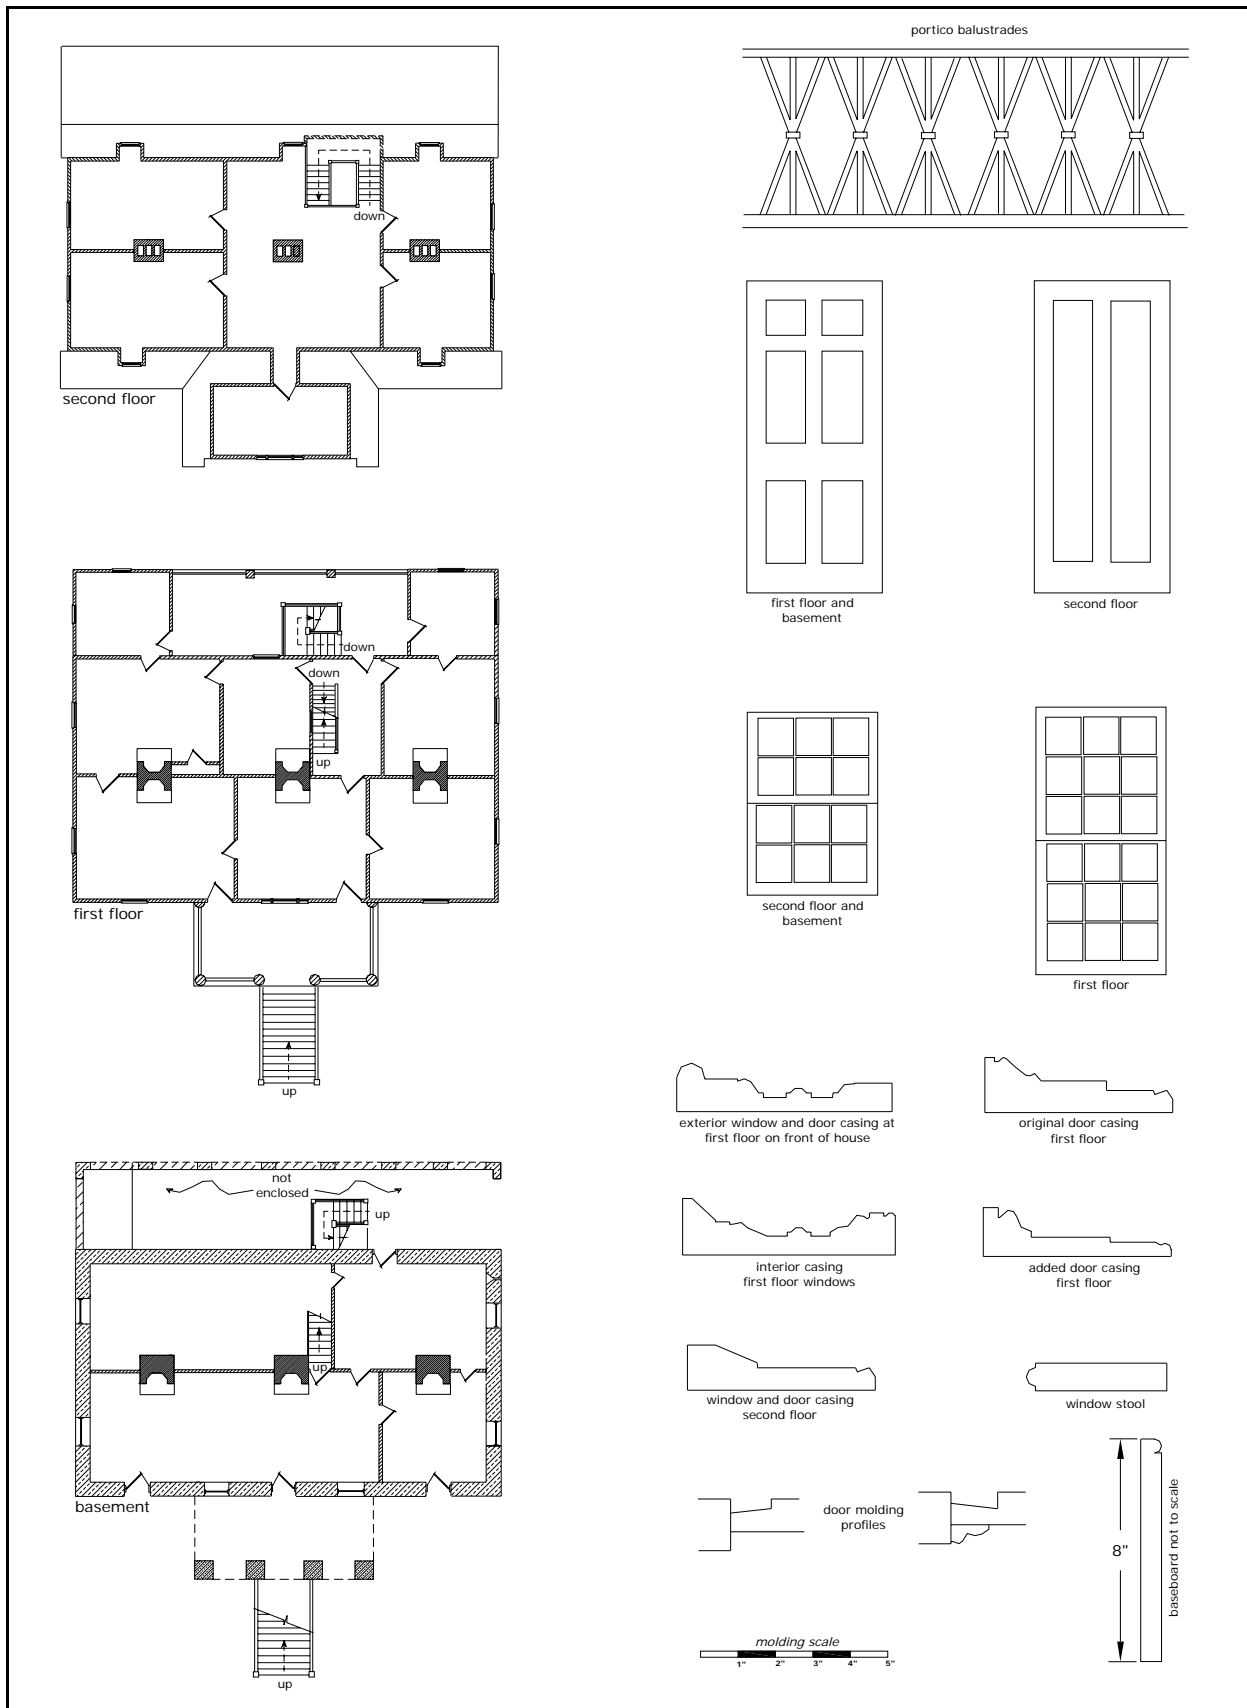 portico balustrades
down
second floor
first floor and
basement
second floor
down
down
up
first floor
up
second floor and
basement
first floor
exterior window and door casing at
first floor on front of house
original door casing
first floor
not
enclosed
up
up
basement
up
interior casing
first floor windows
added door casing
first floor
window and door casing
second floor
window stool
door molding
profiles
8"
baseboard not to scale
molding scale
1" 2" 3" 4" 5"